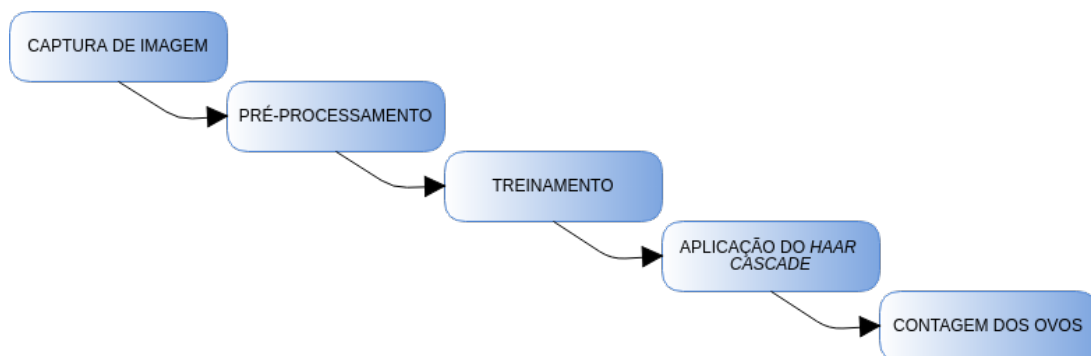 CAPTURA DE IMAGEM
PRÉ-PROCESSAMENTO
TREINAMENTO
APLICAÇÃO DO HAAR
CASCADE
CONTAGEM DOS OVOS